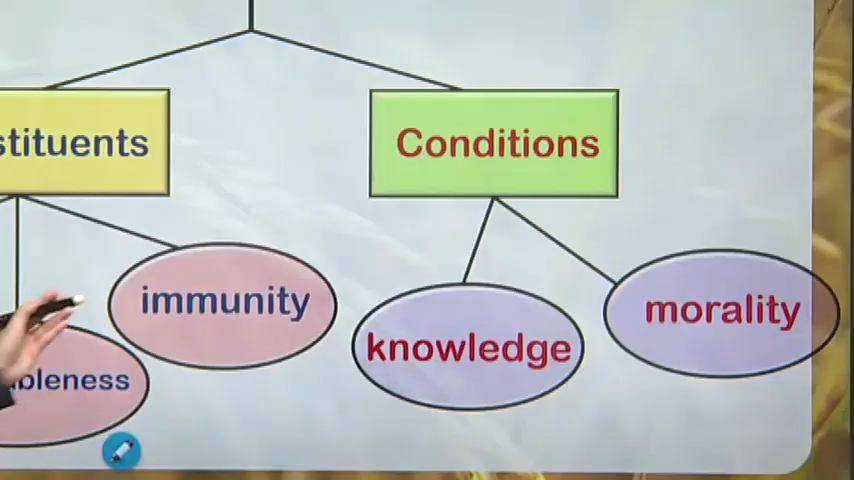 stituents
Conditions
immunity
knowledge
morality
bleness